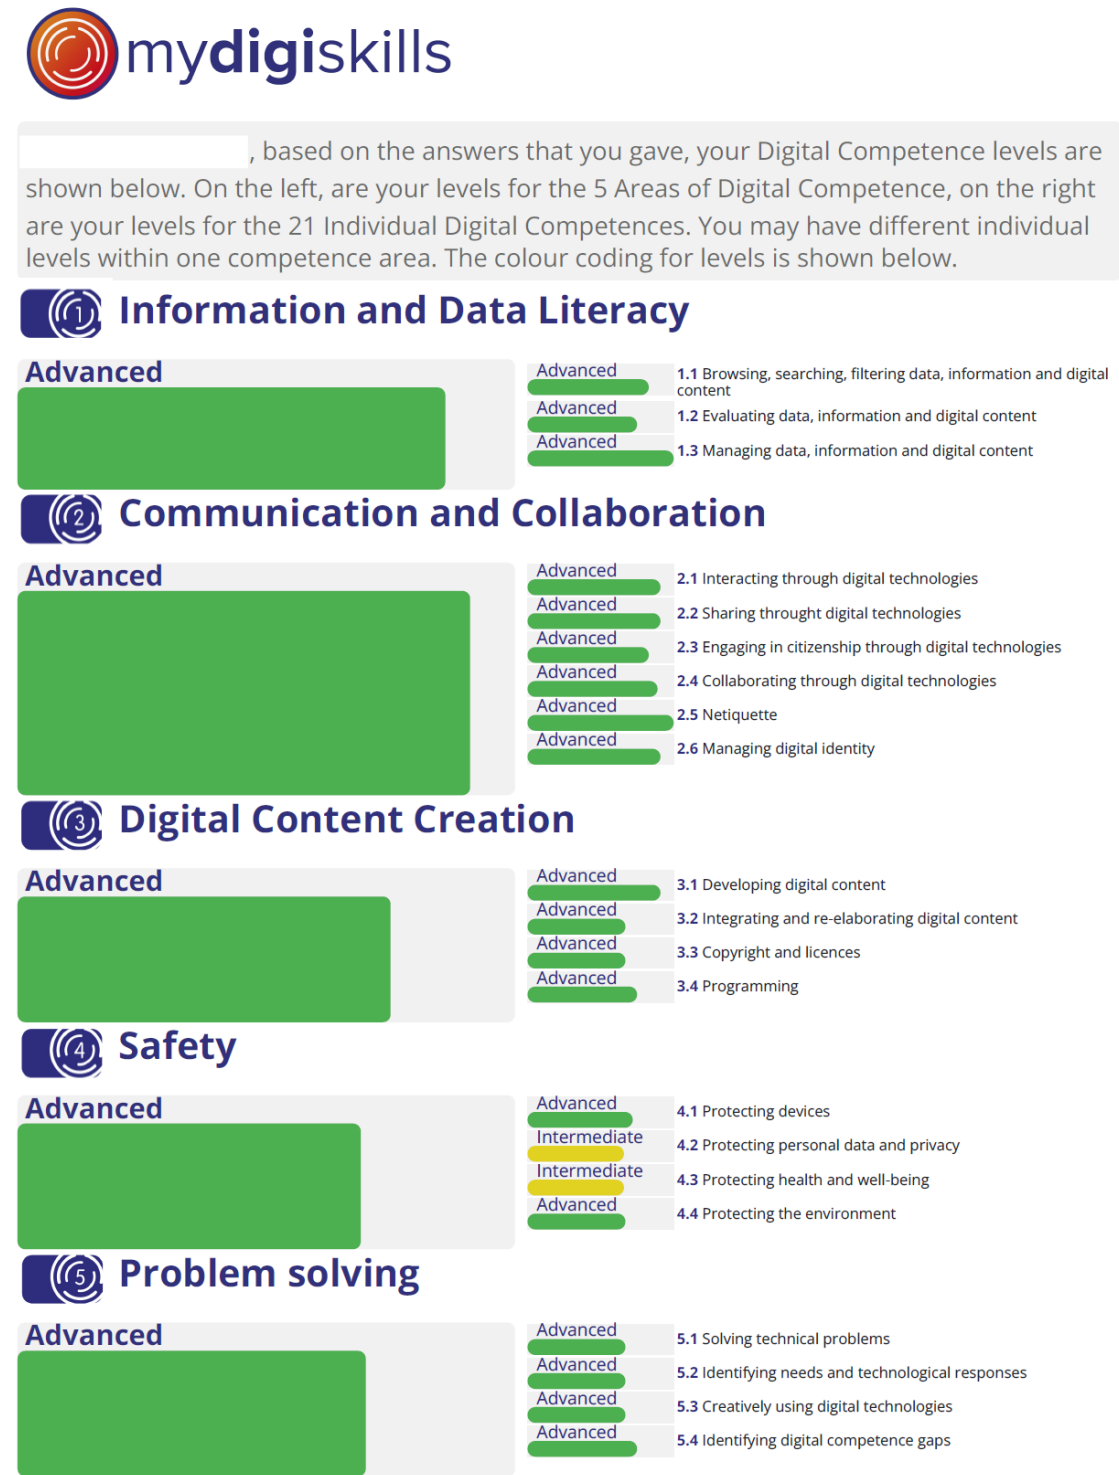 mydigiskills
, based on the answers that you gave, your Digital Competence levels are
shown below. On the left, are your levels for the 5 Areas of Digital Competence, on the right
are your levels for the 21 Individual Digital Competences. You may have different individual
levels within one competence area. The colour coding for levels is shown below.
1 Information and Data Literacy
Advanced
Advanced
1.1 Browsing, searching, filtering data, information and digital
content
Advanced
1.2 Evaluating data, information and digital content
Advanced
1.3 Managing data, information and digital content
2 Communication and Collaboration
Advanced
Advanced
2.1 Interacting through digital technologies
Advanced
2.2 Sharing throught digital technologies
Advanced
2.3 Engaging in citizenship through digital technologies
Advanced
2.4 Collaborating through digital technologies
Advanced
2.5 Netiquette
Advanced
2.6 Managing digital identity
3 Digital Content Creation
Advanced
Advanced
3.1 Developing digital content
Advanced
3.2 Integrating and re-elaborating digital content
Advanced
3.3 Copyright and licences
Advanced
3.4 Programming
4 Safety
Advanced
Advanced
4.1 Protecting devices
Intermediate
4.2 Protecting personal data and privacy
Intermediate
4.3 Protecting health and well-being
Advanced
4.4 Protecting the environment
5 Problem solving
Advanced
Advanced
5.1 Solving technical problems
Advanced
5.2 Identifying needs and technological responses
Advanced
5.3 Creatively using digital technologies
Advanced
5.4 Identifying digital competence gaps